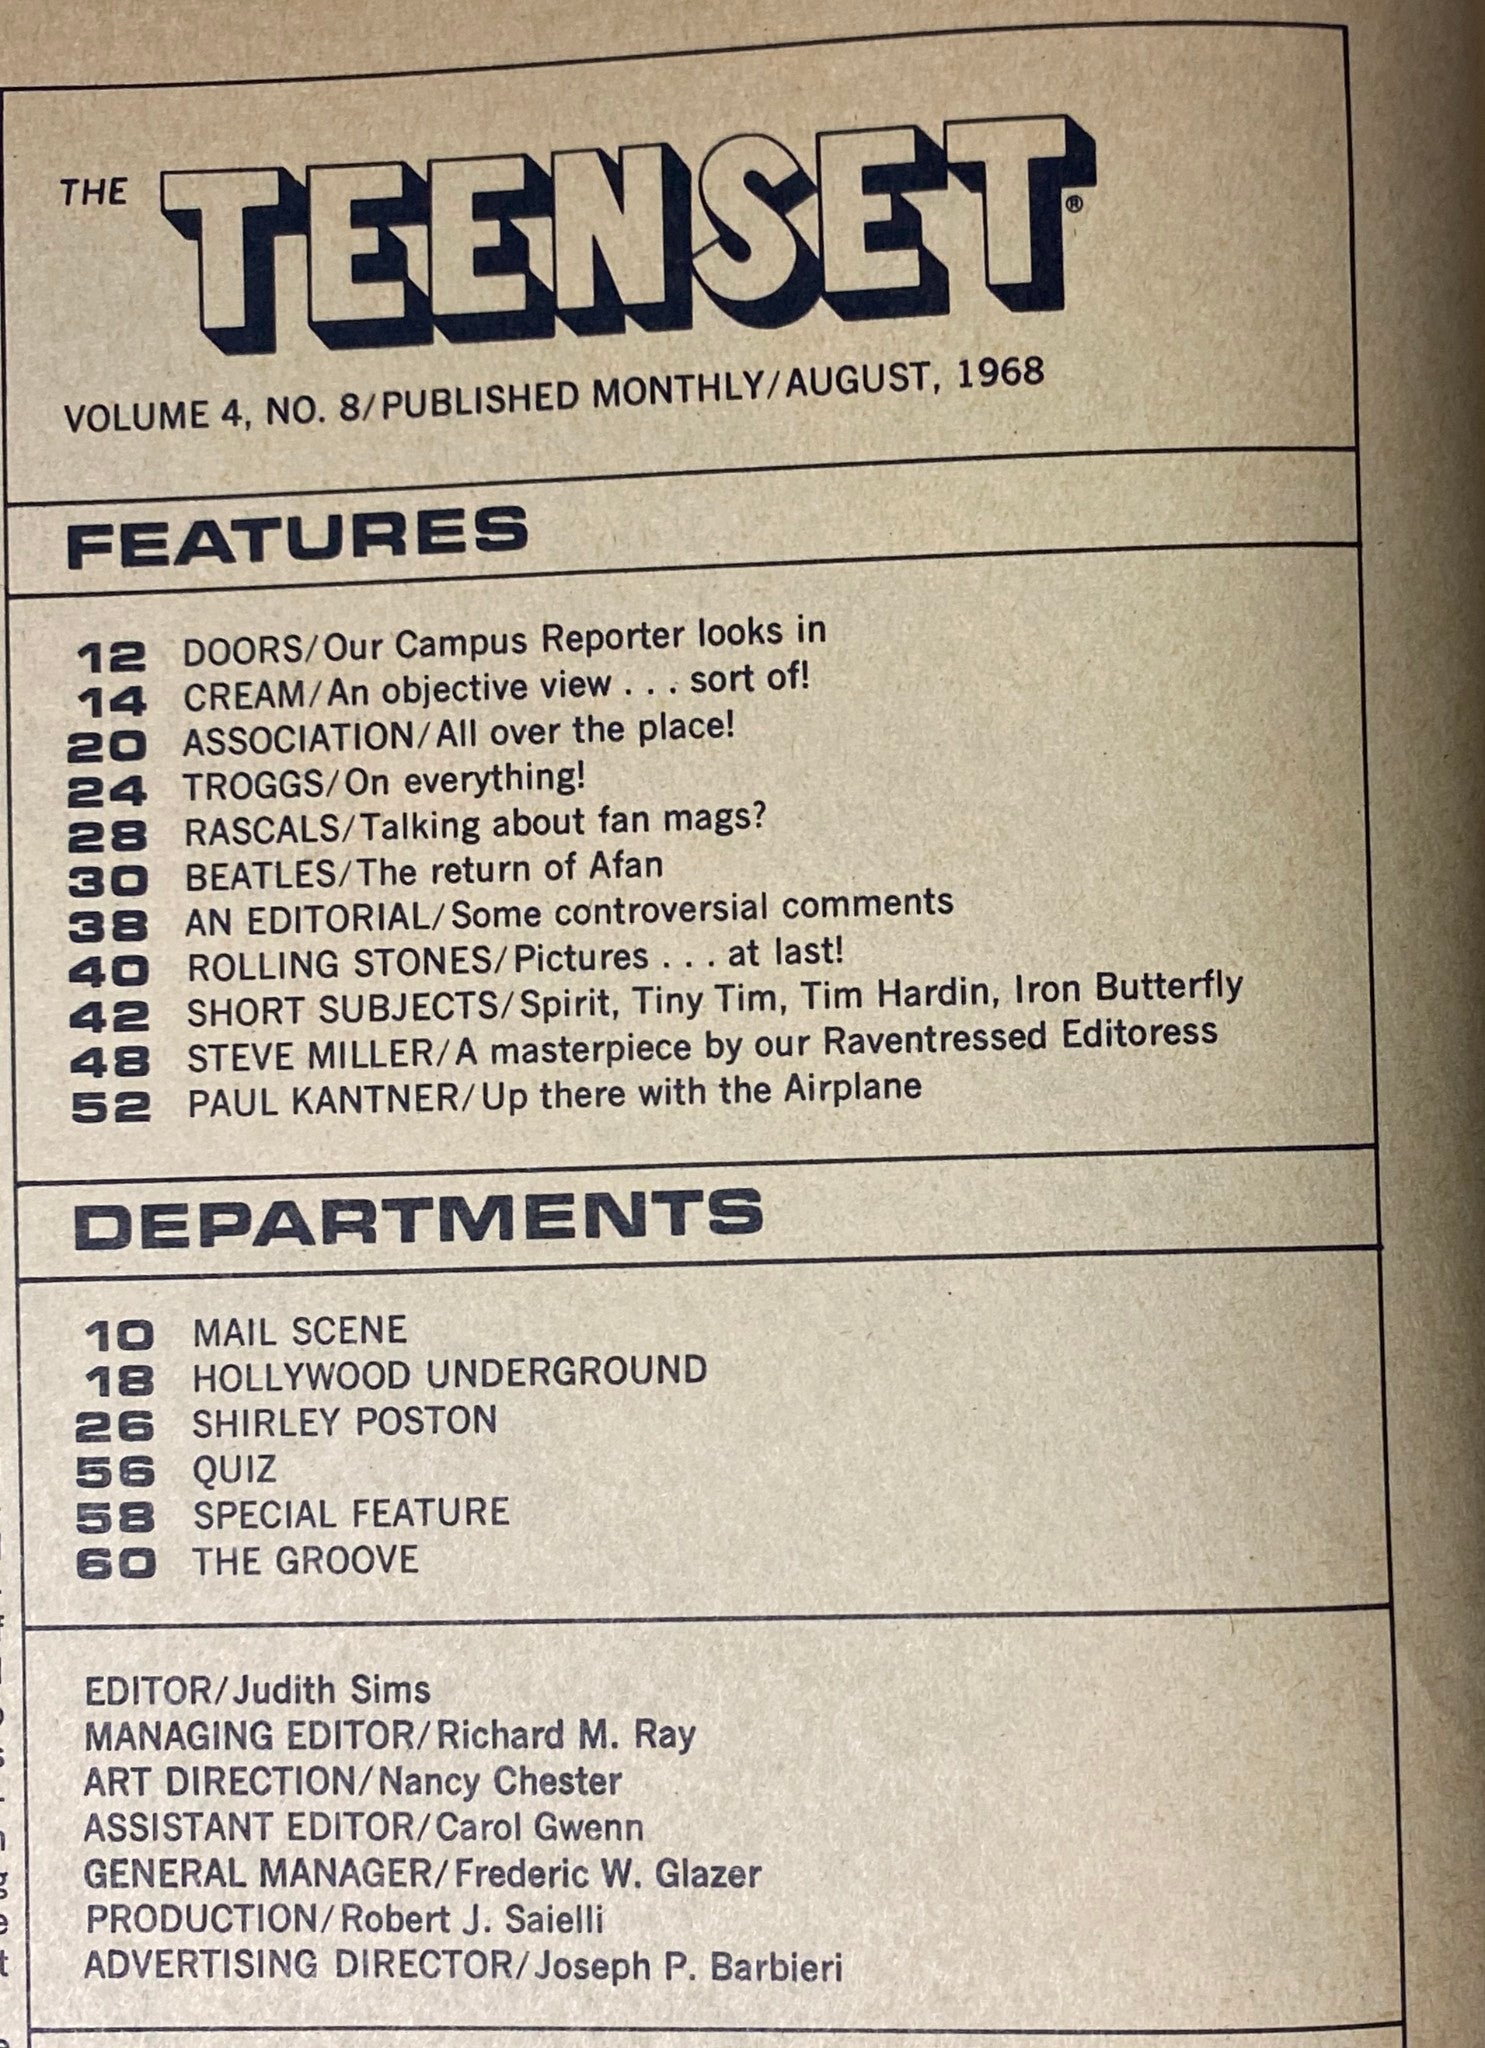 THE TEENSET®
VOLUME 4, NO. 8/PUBLISHED MONTHLY/AUGUST, 1968
FEATURES
12 DOORS/Our Campus Reporter looks in
14 CREAM/An objective view . . . sort of!
20 ASSOCIATION/All over the place!
24 TROGGS/On everything!
28 RASCALS/Talking about fan mags?
30 BEATLES/The return of Afan
38 AN EDITORIAL/Some controversial comments
40 ROLLING STONES/Pictures . . . at last!
42 SHORT SUBJECTS/Spirit, Tiny Tim, Tim Hardin, Iron Butterfly
48 STEVE MILLER/A masterpiece by our Raventressed Editoress
52 PAUL KANTNER/Up there with the Airplane
DEPARTMENTS
10 MAIL SCENE
18 HOLLYWOOD UNDERGROUND
26 SHIRLEY POSTON
56 QUIZ
58 SPECIAL FEATURE
60 THE GROOVE
EDITOR/Judith Sims
MANAGING EDITOR/Richard M. Ray
ART DIRECTION/Nancy Chester
ASSISTANT EDITOR/Carol Gwenn
GENERAL MANAGER/Frederic W. Glazer
PRODUCTION/Robert J. Saielli
ADVERTISING DIRECTOR/Joseph P. Barbieri